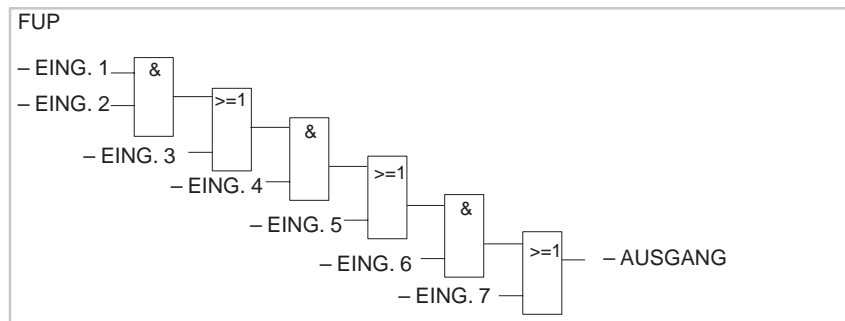 FUP
– EING. 1
&
– EING. 2
>=1
&
– EING. 3
>=1
– EING. 4
&
– EING. 5
>=1
– AUSGANG
– EING. 6
– EING. 7